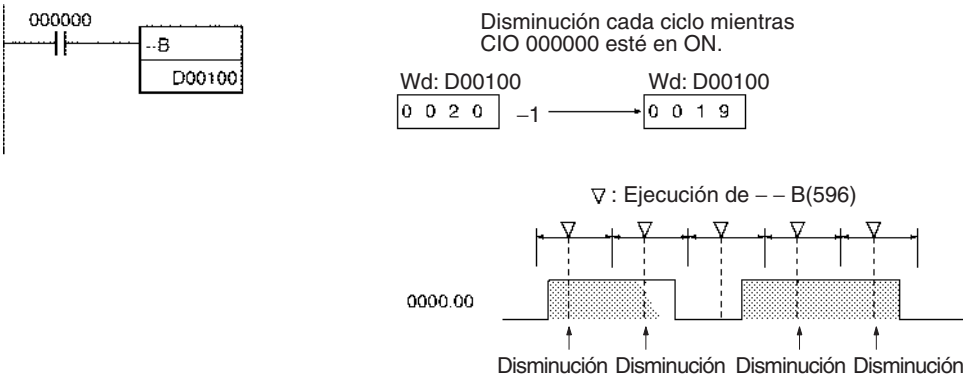 000000
--B
D00100
Disminución cada ciclo mientras
CIO 000000 esté en ON.
Wd: D00100
Wd: D00100
0 0 2 0
−1
0 0 1 9
: Ejecución de – – B(596)
0000.00
Disminución Disminución Disminución Disminución